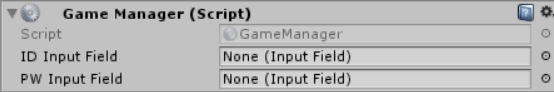 Game Manager (Script)
Script GameManager
ID Input Field None (Input Field)
PW Input Field None (Input Field)